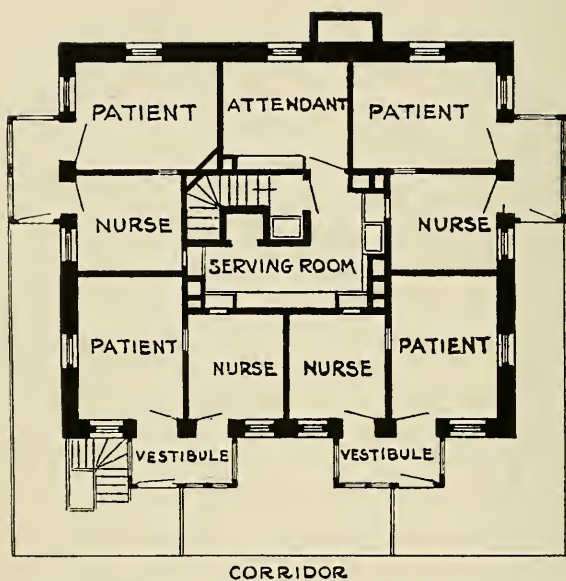 PATIENT
ATTENDANT
PATIENT
NURSE
NURSE
SERVING ROOM
PATIENT
NURSE
NURSE
PATIENT
VESTIBULE
VESTIBULE
CORRIDOR